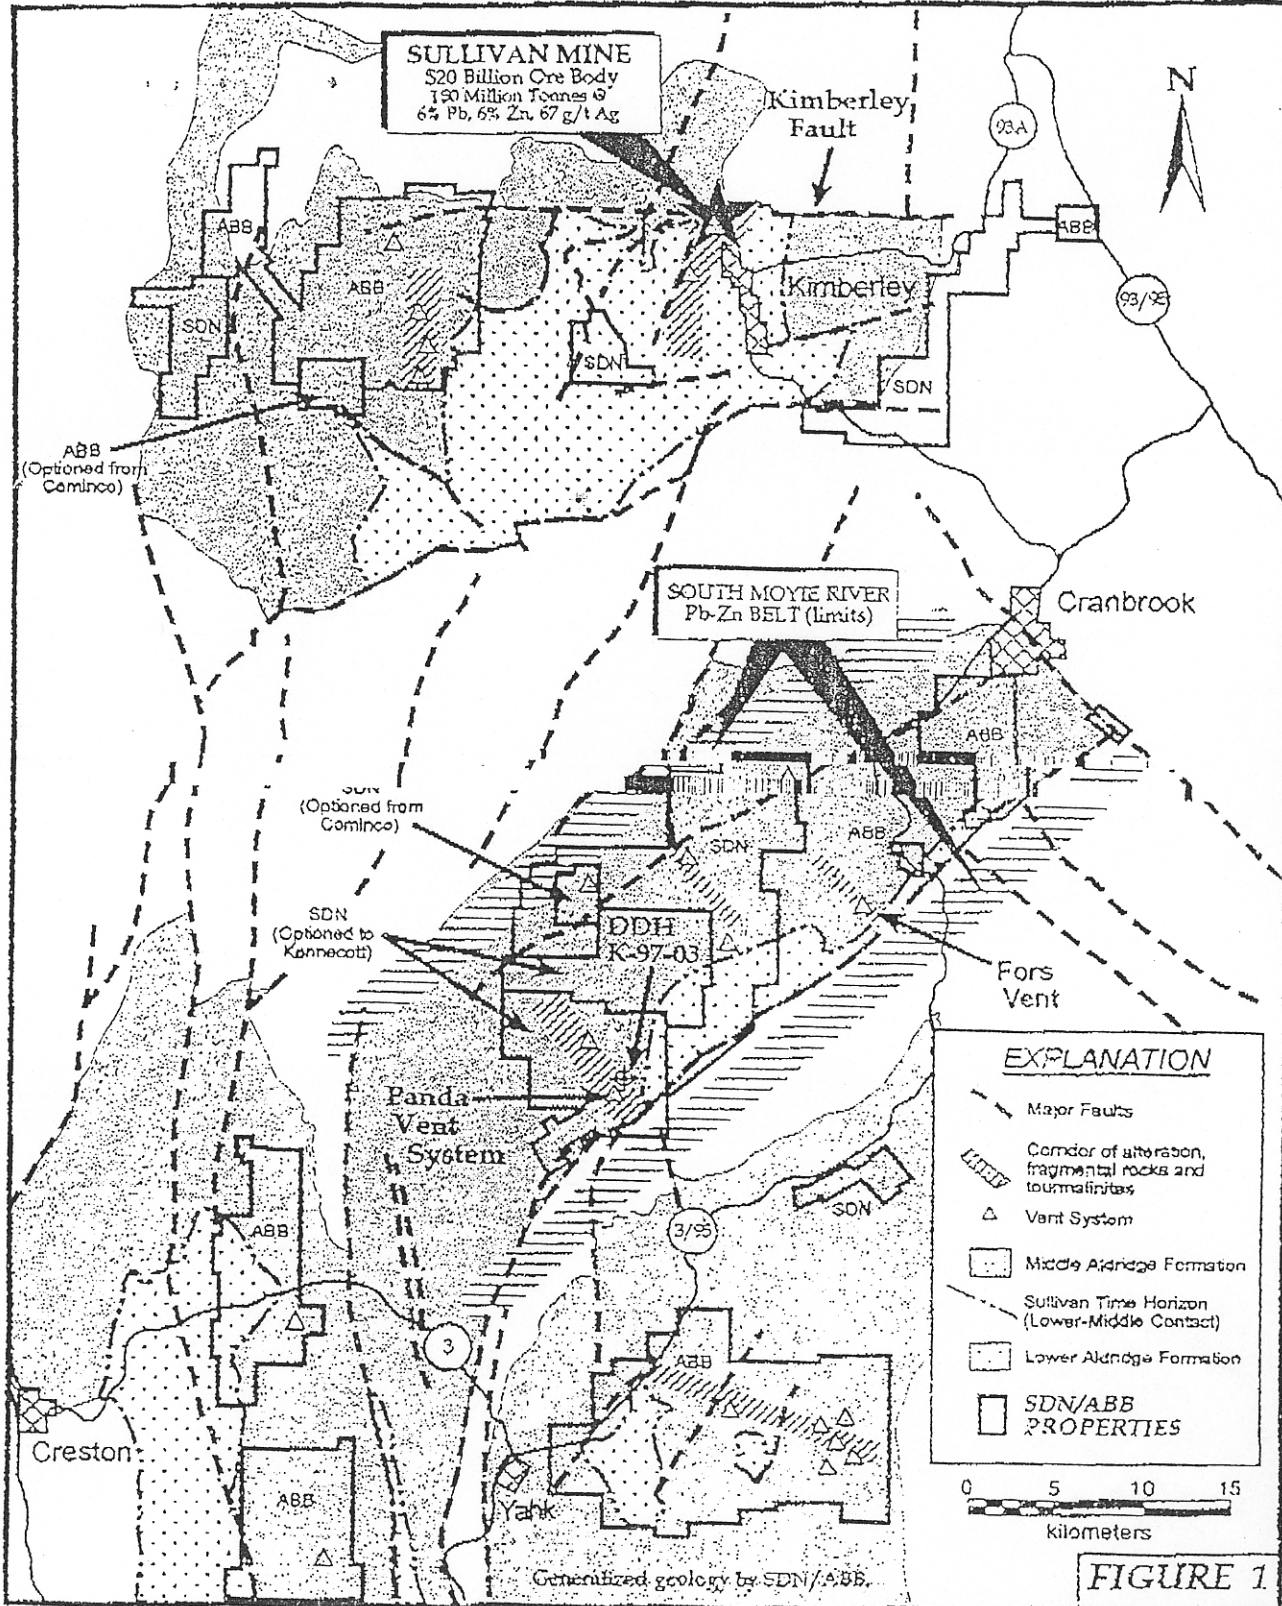 SULLIVAN MINE
$20 Billion Ore Body
160 Million Tonnes @
6% Pb, 6% Zn, 67 g/t Ag
Kimberley
Fault
93A
N
ABB
ABB
ABB
SDN
Kimberley
93/95
SDN
SDN
ABB
(Optioned from
Cominco)
SOUTH MOYIE RIVER
Pb-Zn BELT (limits)
Cranbrook
ABB
SDN
(Optioned from
Cominco)
SDN
ABB
SDN
(Optioned to
Kennecott)
DDH
K-97-03
Fors
Vent
Panda
Vent
System
ABB
SDN
3/95
3
ABB
Creston
ABB
Yahk
EXPLANATION
Major Faults
Corridor of alteration,
fragmental rocks and
tourmalinites
Vent System
Middle Aldridge Formation
Sullivan Time Horizon
(Lower-Middle Contact)
Lower Aldridge Formation
SDN/ABB
PROPERTIES
0 5 10 15
kilometers
Generalized geology by SDN/ABB.
FIGURE 1